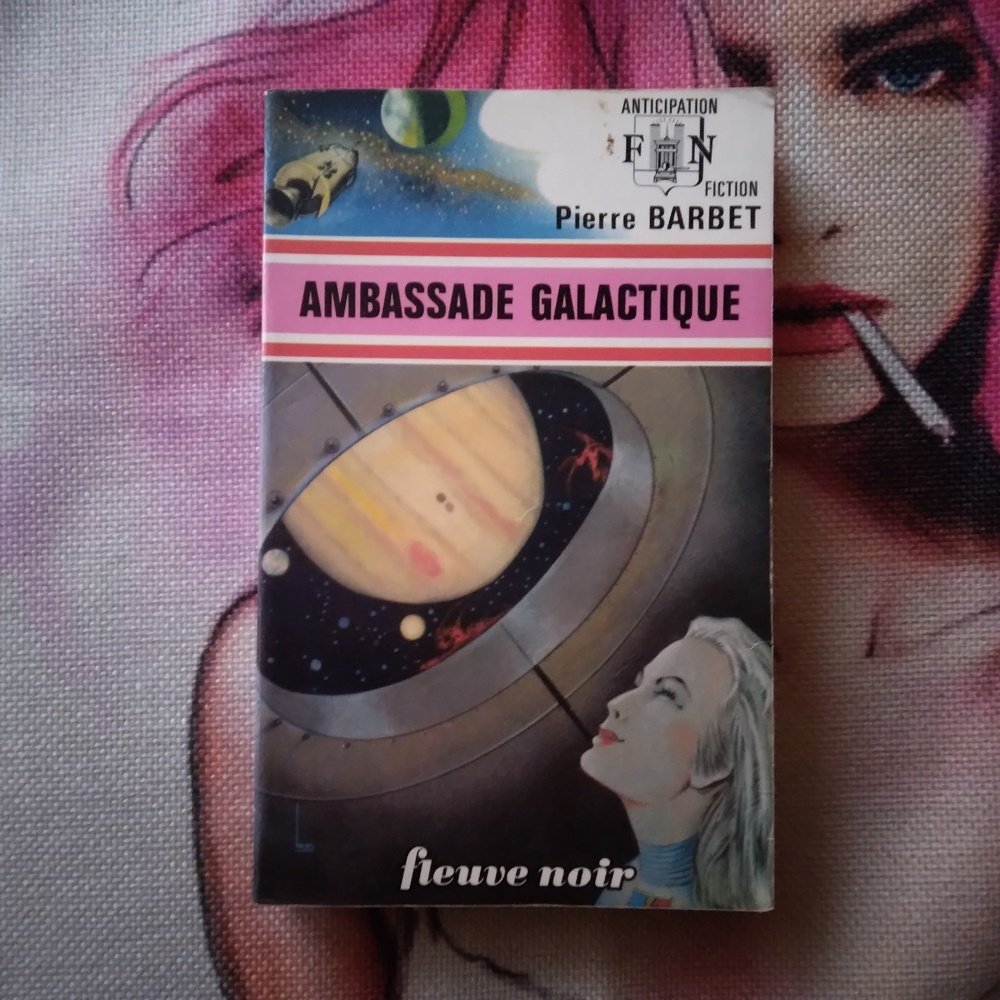 ANTICIPATION
F N
FICTION
Pierre BARBET
AMBASSADE GALACTIQUE
fleuve noir